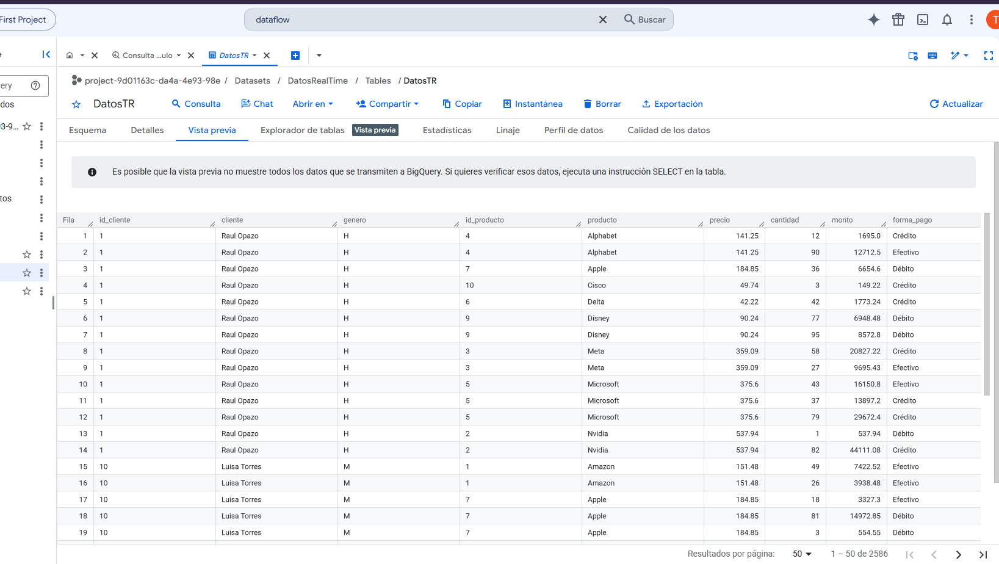 First Project
dataflow
Buscar
Consulta ...ulo
DatosTR
ery
project-9d01163c-da4a-4e93-98e / Datasets / DatosRealTime / Tables / DatosTR
dos
DatosTR
Consulta
Chat
Abrir en
Compartir
Copiar
Instantánea
Borrar
Exportación
Actualizar
93-9...
Esquema
Detalles
Vista previa
Explorador de tablas
Vista previa
Estadísticas
Linaje
Perfil de datos
Calidad de los datos
Es posible que la vista previa no muestre todos los datos que se transmiten a BigQuery. Si quieres verificar esos datos, ejecuta una instrucción SELECT en la tabla.
tos
Fila id_cliente cliente genero id_producto producto precio cantidad monto forma_pago
1 1 Raul Opazo H 4 Alphabet 141.25 12 1695.0 Crédito
2 1 Raul Opazo H 4 Alphabet 141.25 90 12712.5 Efectivo
3 1 Raul Opazo H 7 Apple 184.85 36 6654.6 Débito
4 1 Raul Opazo H 10 Cisco 49.74 3 149.22 Crédito
5 1 Raul Opazo H 6 Delta 42.22 42 1773.24 Crédito
6 1 Raul Opazo H 9 Disney 90.24 77 6948.48 Débito
7 1 Raul Opazo H 9 Disney 90.24 95 8572.8 Débito
8 1 Raul Opazo H 3 Meta 359.09 58 20827.22 Crédito
9 1 Raul Opazo H 3 Meta 359.09 27 9695.43 Efectivo
10 1 Raul Opazo H 5 Microsoft 375.6 43 16150.8 Efectivo
11 1 Raul Opazo H 5 Microsoft 375.6 37 13897.2 Crédito
12 1 Raul Opazo H 5 Microsoft 375.6 79 29672.4 Crédito
13 1 Raul Opazo H 2 Nvidia 537.94 1 537.94 Débito
14 1 Raul Opazo H 2 Nvidia 537.94 82 44111.08 Crédito
15 10 Luisa Torres M 1 Amazon 151.48 49 7422.52 Efectivo
16 10 Luisa Torres M 1 Amazon 151.48 26 3938.48 Efectivo
17 10 Luisa Torres M 7 Apple 184.85 18 3327.3 Efectivo
18 10 Luisa Torres M 7 Apple 184.85 81 14972.85 Débito
19 10 Luisa Torres M 7 Apple 184.85 3 554.55 Débito
Resultados por página: 50 1 – 50 de 2586